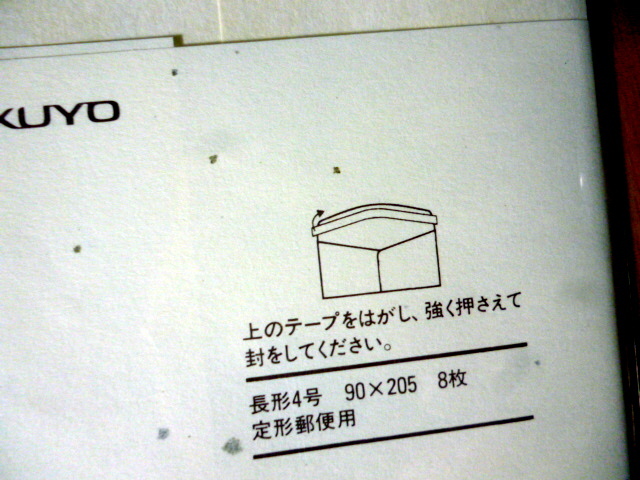 KUYO
上のテープをはがし、強く押さえて
封をしてください。
長形4号 90×205 8枚
定形郵便用